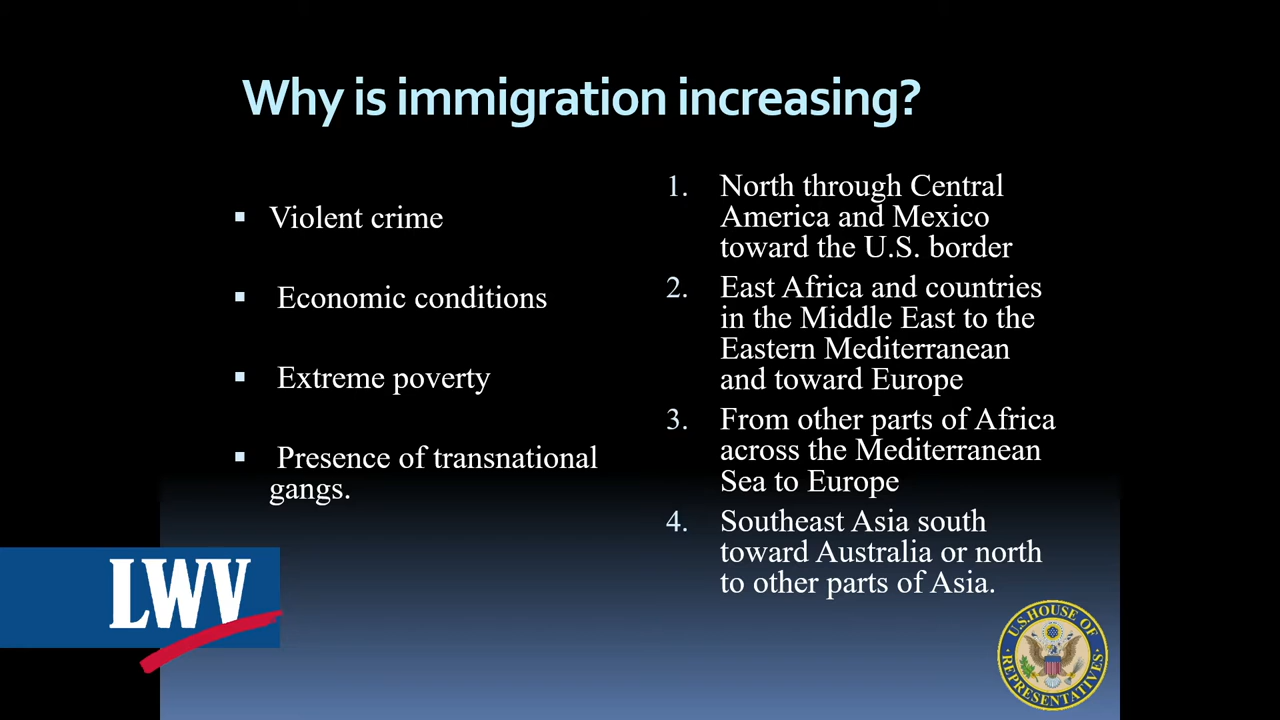 Why is immigration increasing?
▪ Violent crime
▪ Economic conditions
▪ Extreme poverty
▪ Presence of transnational
gangs.
1. North through Central
America and Mexico
toward the U.S. border
2. East Africa and countries
in the Middle East to the
Eastern Mediterranean
and toward Europe
3. From other parts of Africa
across the Mediterranean
Sea to Europe
4. Southeast Asia south
toward Australia or north
to other parts of Asia.
LWV
U.S. HOUSE OF
REPRESENTATIVES